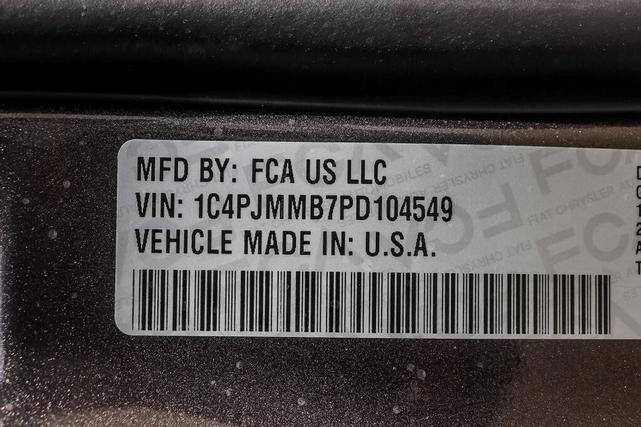 MFD BY: FCA US LLC
VIN: 1C4PJMMB7PD104549
VEHICLE MADE IN: U.S.A.